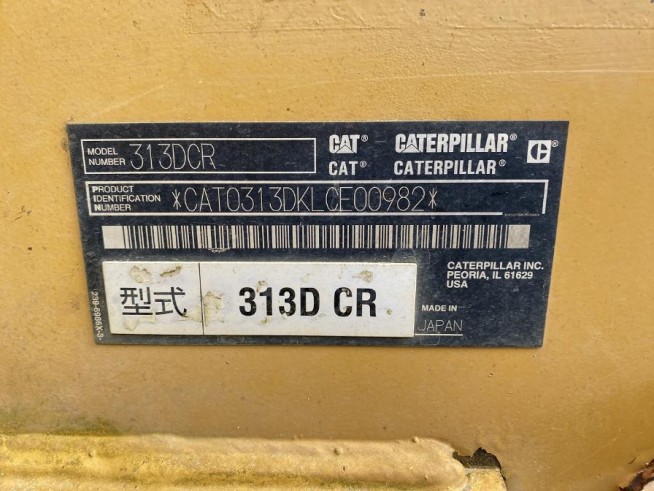 MODEL NUMBER 313DCR
CAT® CATERPILLAR®
CAT® CATERPILLAR®
PRODUCT IDENTIFICATION NUMBER
PIN
*CAT0313DKLCE00982*
CATERPILLAR INC.
PEORIA, IL 61629
USA
型式 313D CR
MADE IN
JAPAN